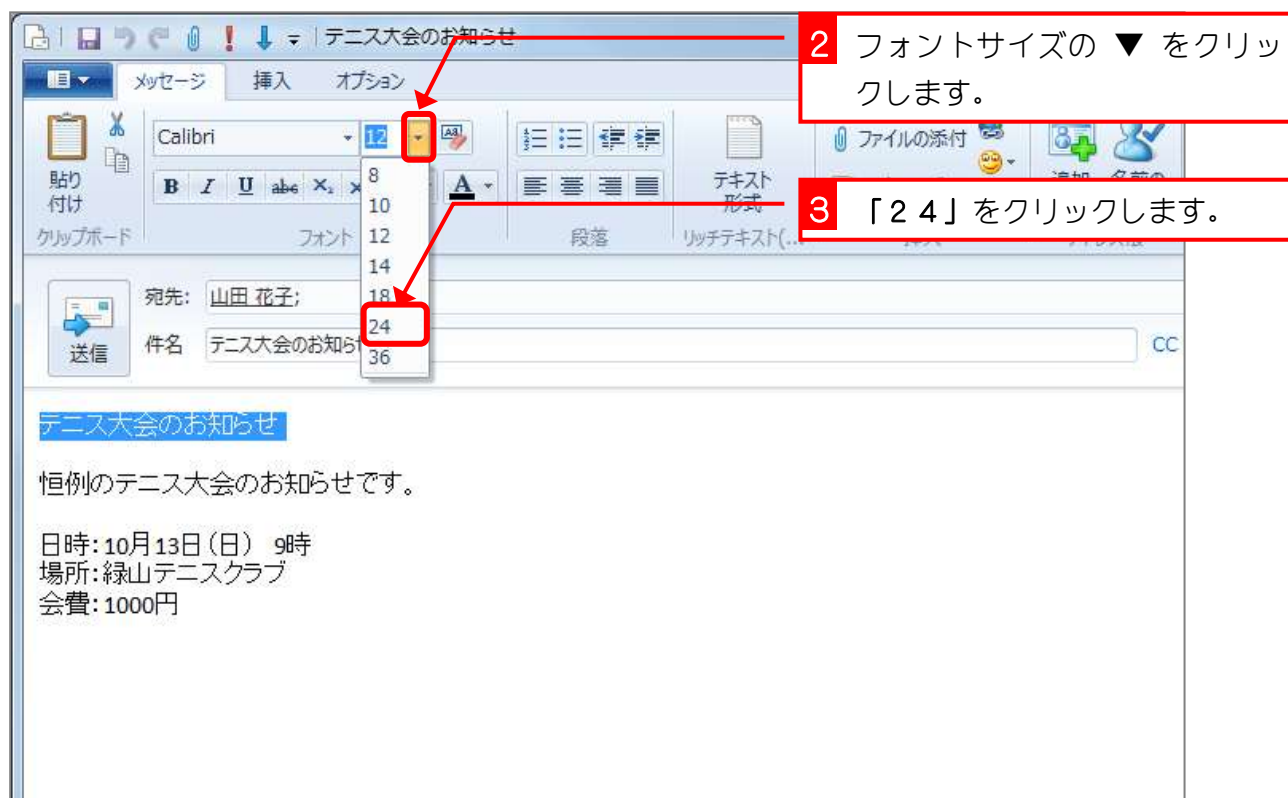 テニス大会のお知らせ
2 フォントサイズの ▼ をクリッ
クします。
メッセージ 挿入 オプション
Calibri 12
ファイルの添付
貼り
付け
B I U abc X₂
A
テキスト
形式
追加 名前の
8
10
12
14
18
24
36
3 「24」をクリックします。
クリップボード フォント 段落 リッチテキスト(...
宛先: 山田 花子;
送信
件名 テニス大会のお知らせ
CC
テニス大会のお知らせ
恒例のテニス大会のお知らせです。
日時:10月13日(日) 9時
場所:緑山テニスクラブ
会費:1000円